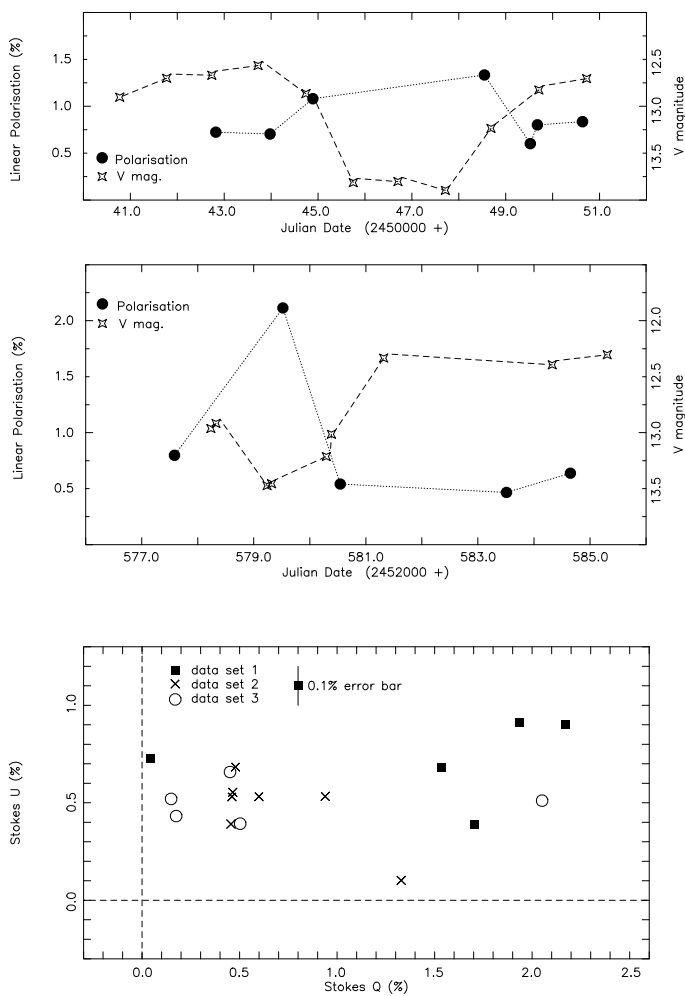 Linear Polarisation (%)
1.5
1.0
0.5
Polarisation
V mag.
41.0 43.0 45.0 47.0 49.0 51.0
Julian Date (2450000 +)
12.5
13.0
13.5
V magnitude
Linear Polarisation (%)
2.0
1.5
1.0
0.5
Polarisation
V mag.
577.0 579.0 581.0 583.0 585.0
Julian Date (2452000 +)
12.0
12.5
13.0
13.5
V magnitude
Stokes U (%)
1.0
0.5
0.0
data set 1
data set 2
data set 3
0.1% error bar
0.0 0.5 1.0 1.5 2.0 2.5
Stokes Q (%)